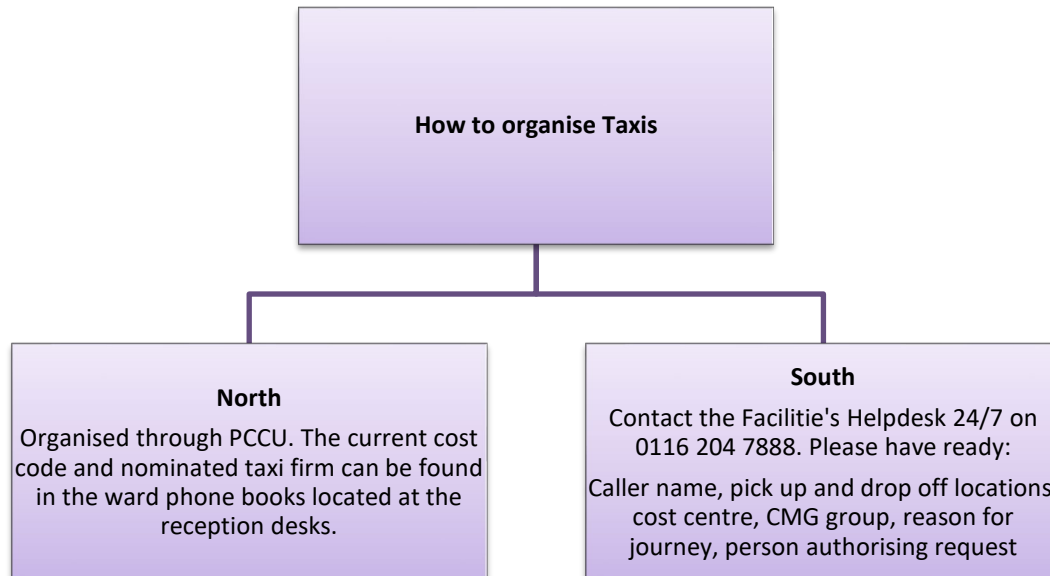 How to organise Taxis
North
Organised through PCCU. The current cost
code and nominated taxi firm can be found
in the ward phone books located at the
reception desks.
South
Contact the Facilitie's Helpdesk 24/7 on
0116 204 7888. Please have ready:
Caller name, pick up and drop off locations
cost centre, CMG group, reason for
journey, person authorising request